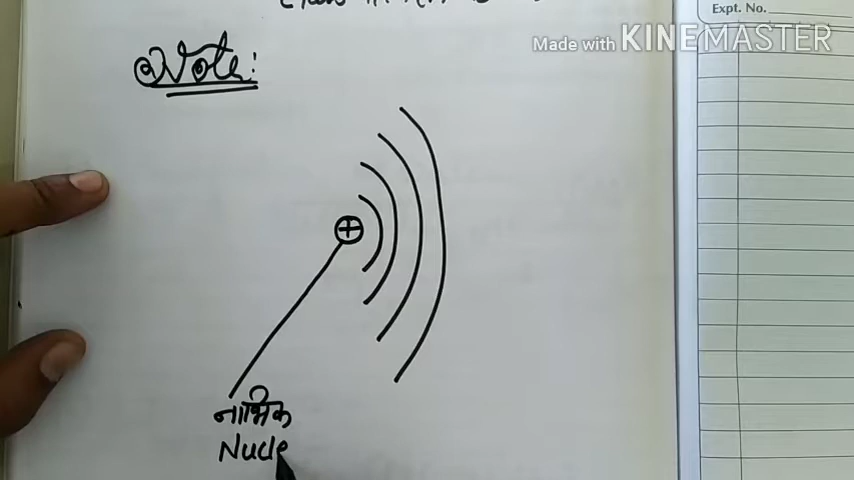 Expt. No.
Made with KINEMASTER
Note:
+
नाभिक
Nucle